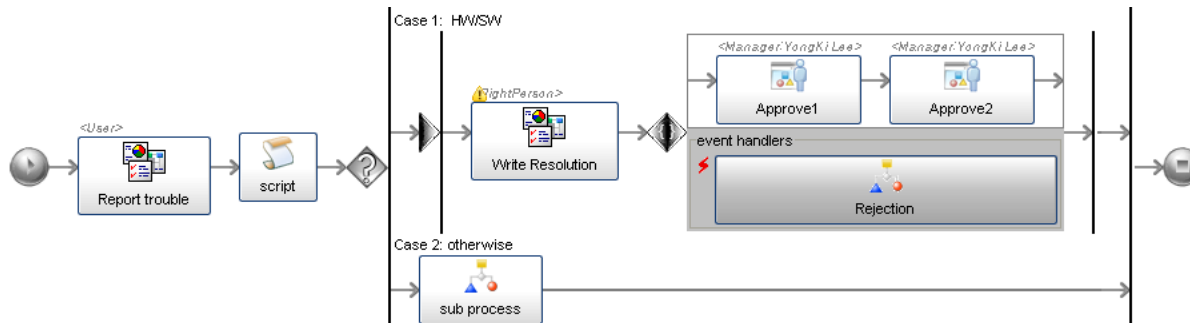 Case 1: HW/SW
<Manager:YongKi Lee>
<Manager:YongKi Lee>
Approve1
Approve2
RightPerson>
Write Resolution
<User>
Report trouble
script
event handlers
Rejection
Case 2: otherwise
sub process